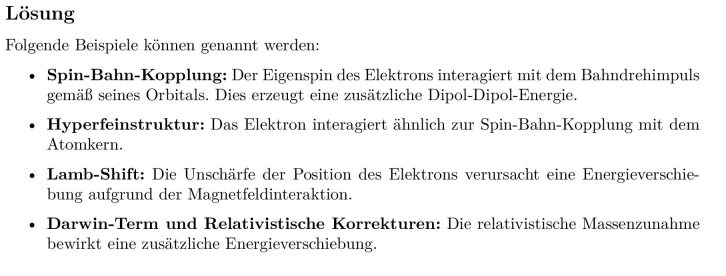 Lösung
Folgende Beispiele können genannt werden:
• Spin-Bahn-Kopplung: Der Eigenspin des Elektrons interagiert mit dem Bahndrehimpuls
gemäß seines Orbitals. Dies erzeugt eine zusätzliche Dipol-Dipol-Energie.
• Hyperfeinstruktur: Das Elektron interagiert ähnlich zur Spin-Bahn-Kopplung mit dem
Atomkern.
• Lamb-Shift: Die Unschärfe der Position des Elektrons verursacht eine Energieverschie-
bung aufgrund der Magnetfeldinteraktion.
• Darwin-Term und Relativistische Korrekturen: Die relativistische Massenzunahme
bewirkt eine zusätzliche Energieverschiebung.